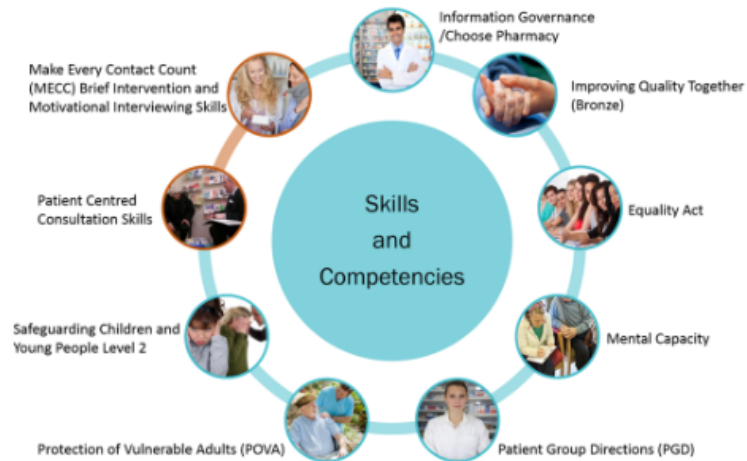 Information Governance
/Choose Pharmacy
Improving Quality Together
(Bronze)
Equality Act
Mental Capacity
Patient Group Directions (PGD)
Protection of Vulnerable Adults (POVA)
Safeguarding Children and
Young People Level 2
Patient Centred
Consultation Skills
Make Every Contact Count
(MECC) Brief Intervention and
Motivational Interviewing Skills
Skills
and
Competencies